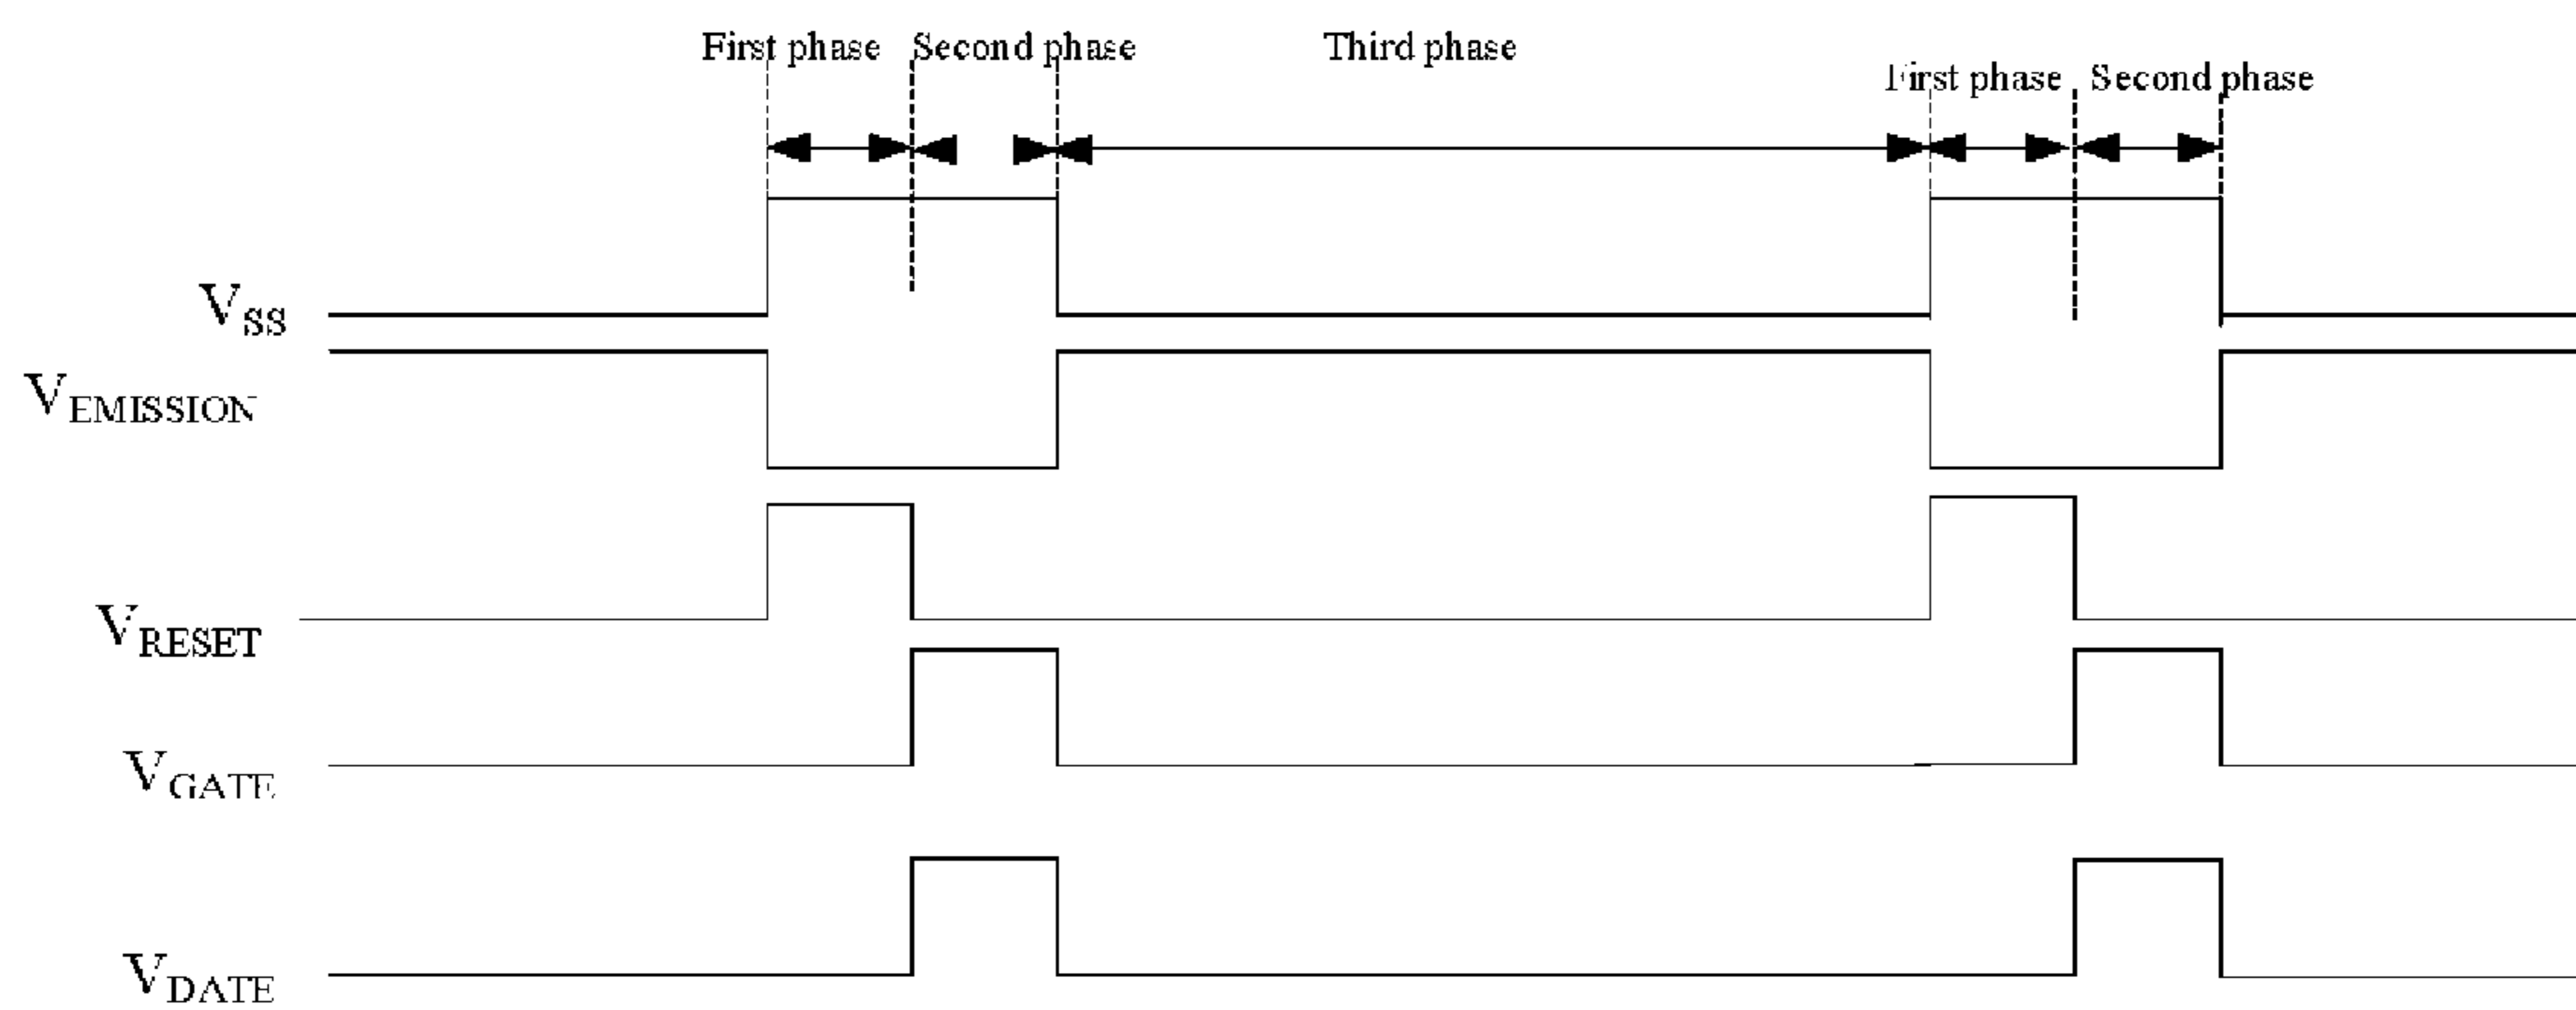 First phase Second phase Third phase
First phase Second phase
VSS
VEMISSION
VRESET
VGATE
VDATE